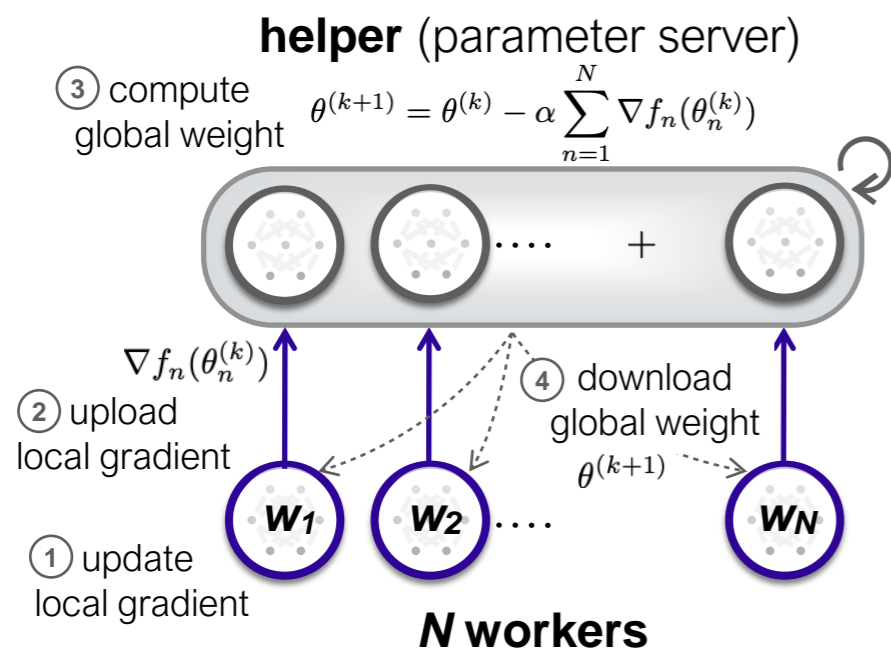 helper (parameter server)
3 compute
global weight
θ^(k+1) = θ^(k) − α ∑_{n=1}^{N} ∇f_n(θ_n^(k))
.... +
∇f_n(θ_n^(k))
4 download
global weight
θ^(k+1)
2 upload
local gradient
W1 W2 .... WN
1 update
local gradient
N workers